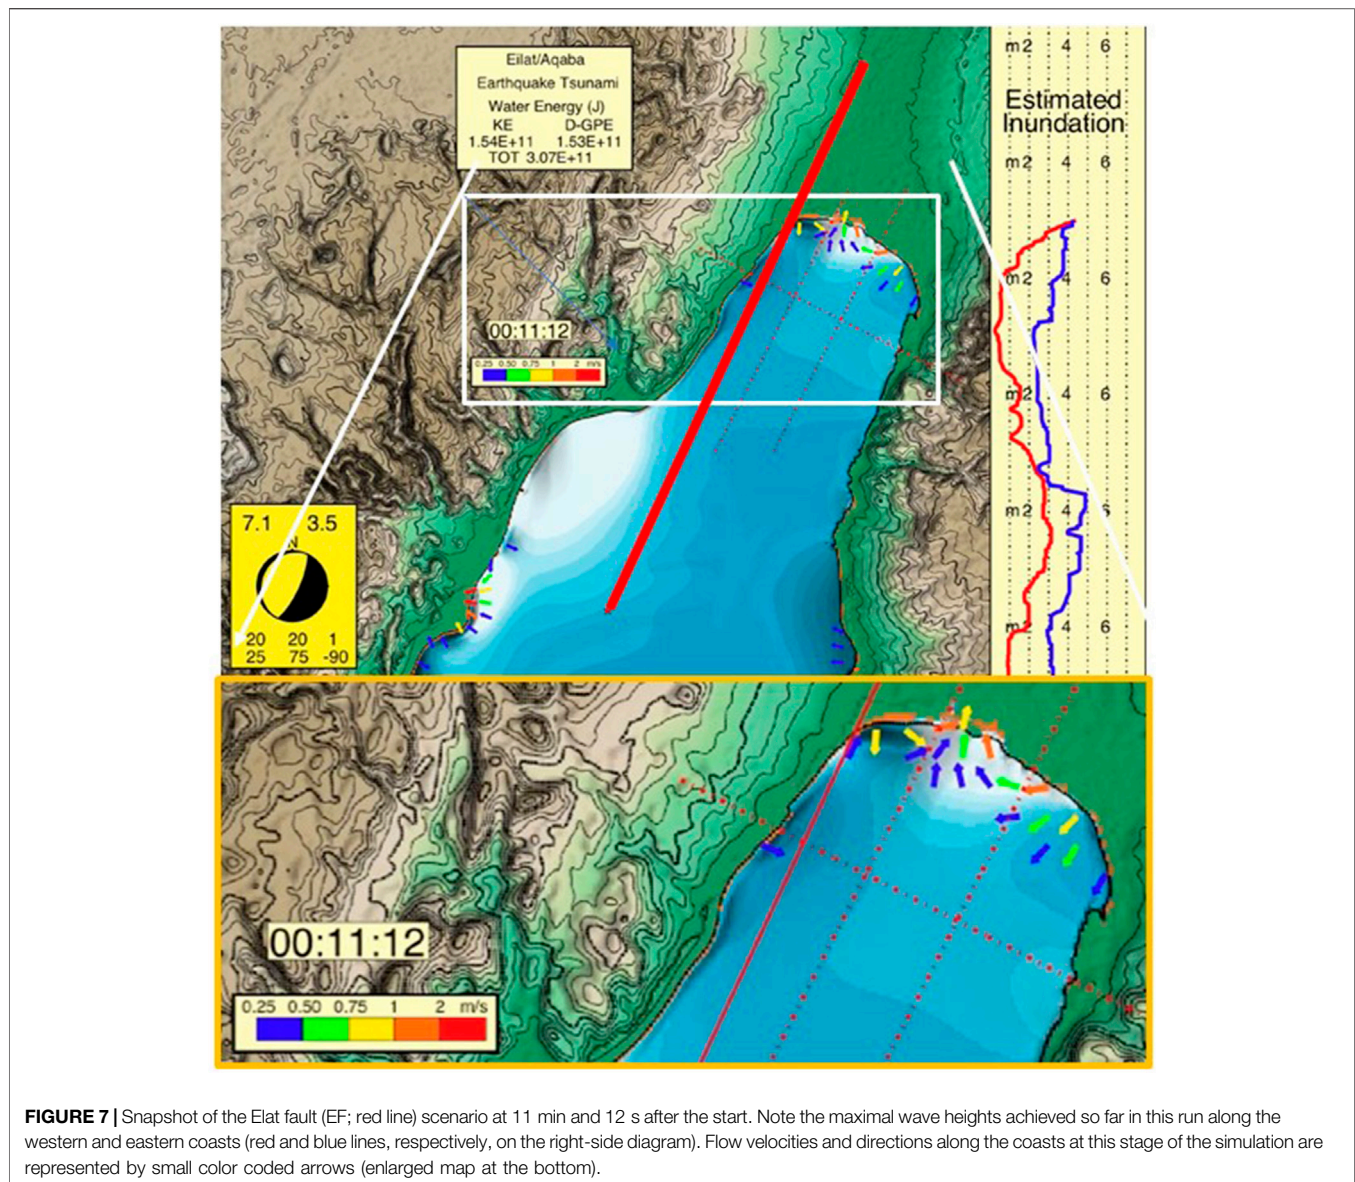 Eilat/Aqaba
Earthquake Tsunami
Water Energy (J)
KE D-GPE
1.54E+11 1.53E+11
TOT 3.07E+11
m2 4 6
Estimated
Inundation
m2 4 6
m2 4 6
00:11:12
0.25 0.50 0.75 1 2 m/s
m2 4 6
m2 4 6
7.1 3.5
N
20 20 1
25 75 -90
m2 4 6
00:11:12
0.25 0.50 0.75 1 2 m/s
FIGURE 7 | Snapshot of the Elat fault (EF; red line) scenario at 11 min and 12 s after the start. Note the maximal wave heights achieved so far in this run along the
western and eastern coasts (red and blue lines, respectively, on the right-side diagram). Flow velocities and directions along the coasts at this stage of the simulation are
represented by small color coded arrows (enlarged map at the bottom).